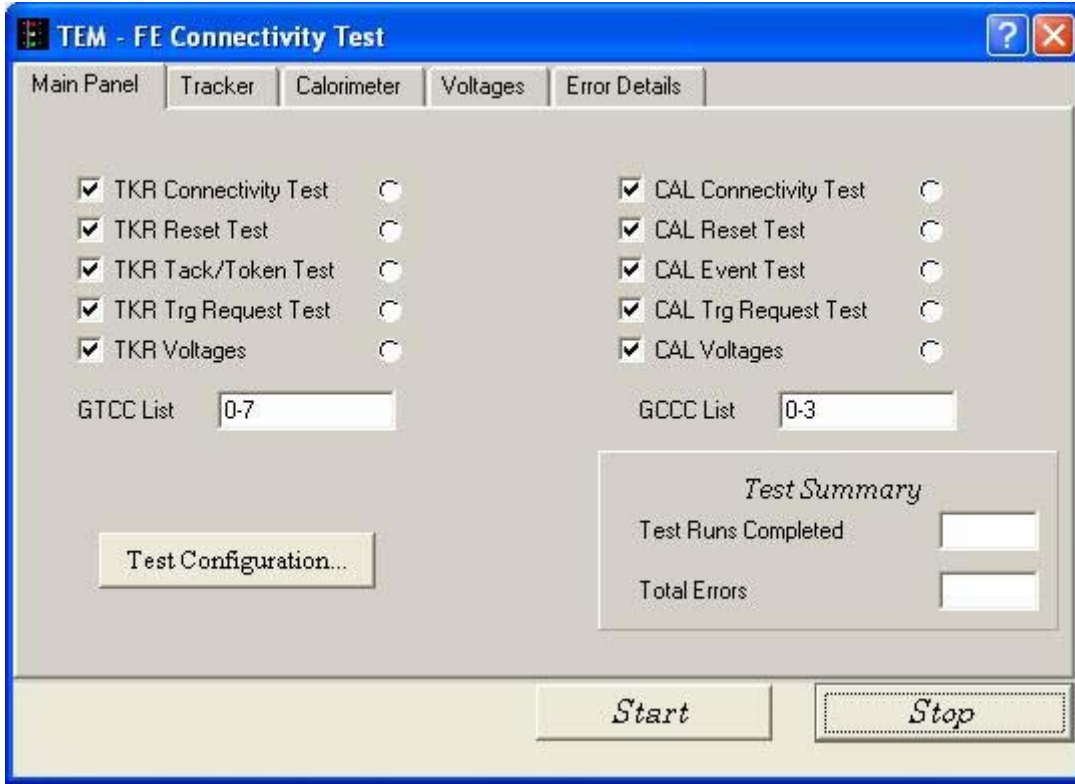 TEM - FE Connectivity Test
?
Main Panel
Tracker
Calorimeter
Voltages
Error Details
TKR Connectivity Test
TKR Reset Test
TKR Tack/Token Test
TKR Trg Request Test
TKR Voltages
GTCC List 0-7
CAL Connectivity Test
CAL Reset Test
CAL Event Test
CAL Trg Request Test
CAL Voltages
GCCC List 0-3
Test Configuration...
Test Summary
Test Runs Completed
Total Errors
Start
Stop